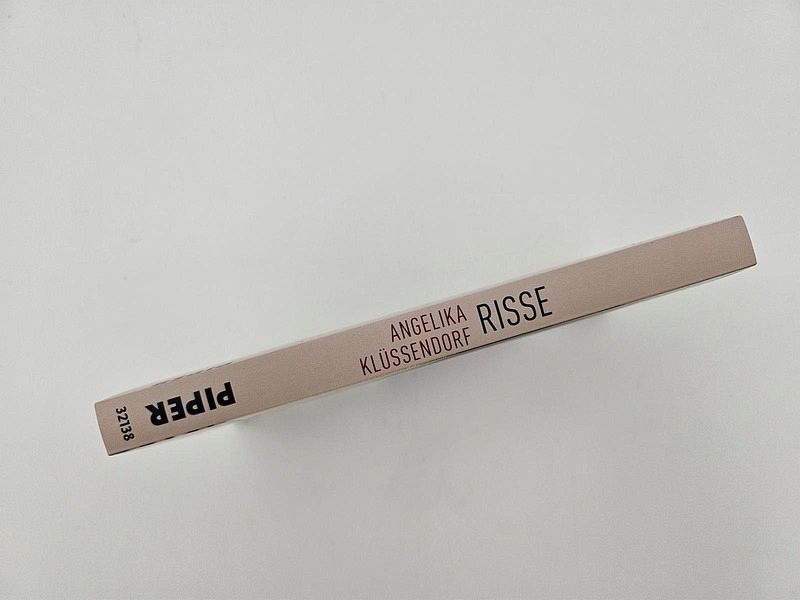 ANGELIKA
KLÜSSENDORF
RISSE
PIPER
32138